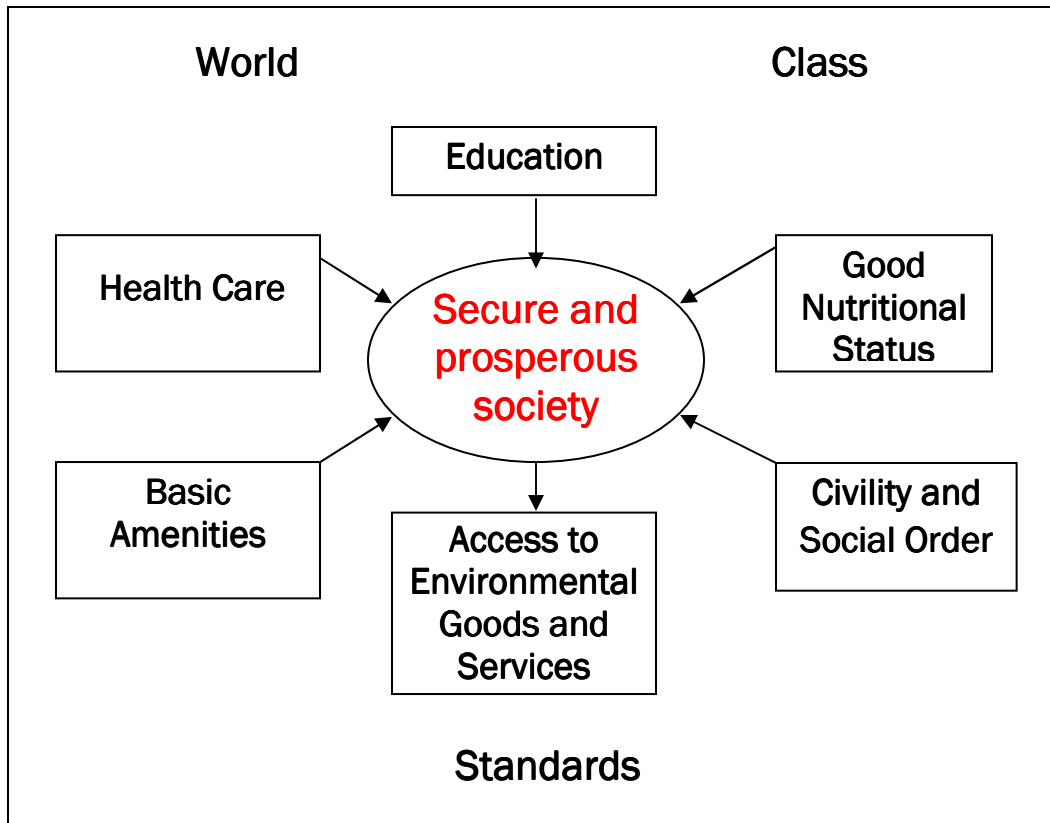 World Class
Education
Health Care
Good
Nutritional
Status
Secure and
prosperous
society
Basic
Amenities
Civility and
Social Order
Access to
Environmental
Goods and
Services
Standards